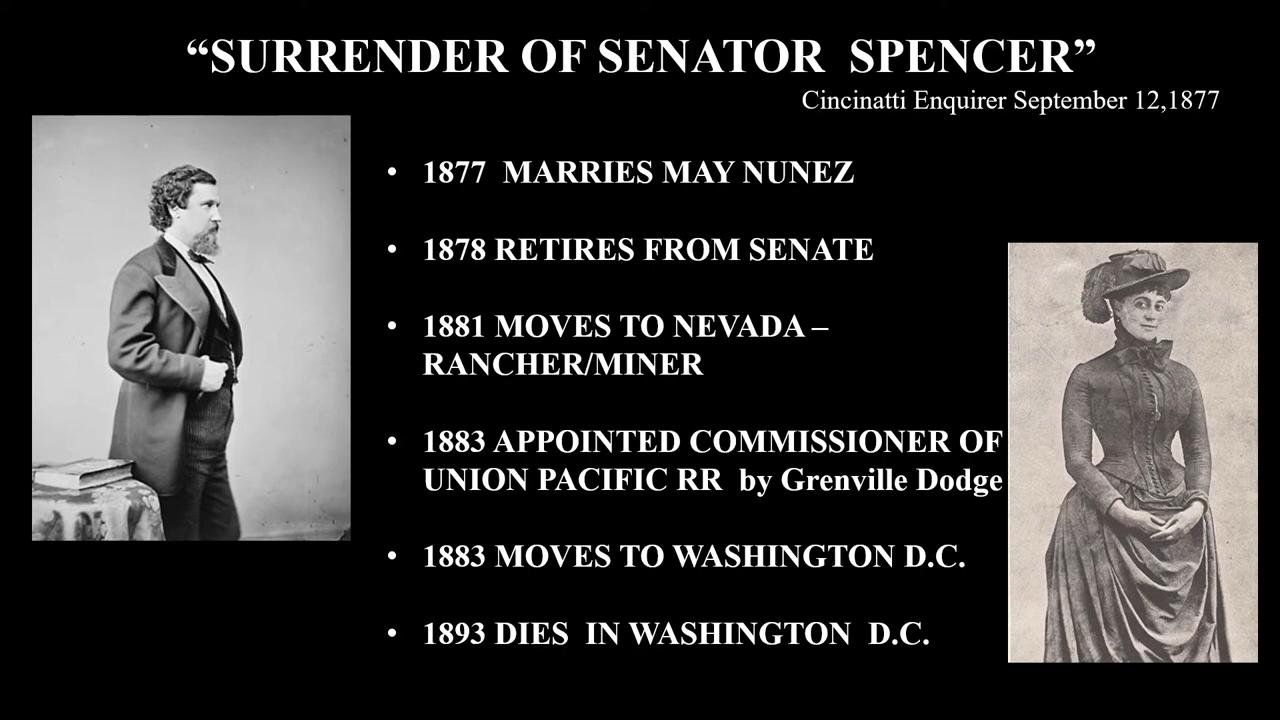 “SURRENDER OF SENATOR SPENCER”
Cincinatti Enquirer September 12,1877
• 1877 MARRIES MAY NUNEZ
• 1878 RETIRES FROM SENATE
• 1881 MOVES TO NEVADA –
RANCHER/MINER
• 1883 APPOINTED COMMISSIONER OF
UNION PACIFIC RR by Grenville Dodge
• 1883 MOVES TO WASHINGTON D.C.
• 1893 DIES IN WASHINGTON D.C.